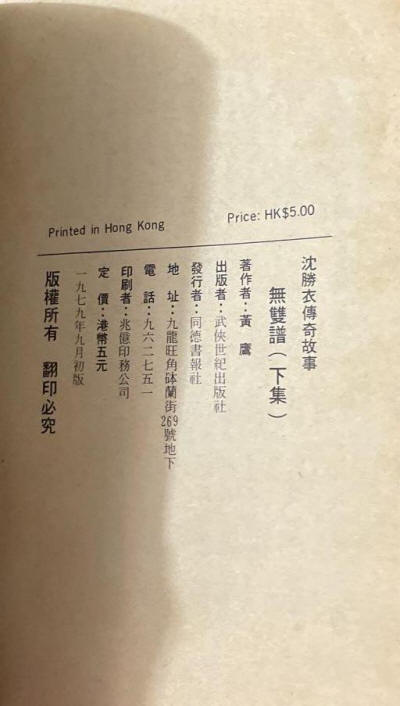 沈勝衣傳奇故事
無雙譜(下集)
著作者:黃鷹
出版者:武俠世紀出版社
發行者:同德書報社
地址:九龍旺角砵蘭街269號地下
電話:九六二七五一
印刷者:兆億印務公司
定價:港幣五元
一九七九年九月初版
版權所有 翻印必究
Printed in Hong Kong
Price: HK$5.00